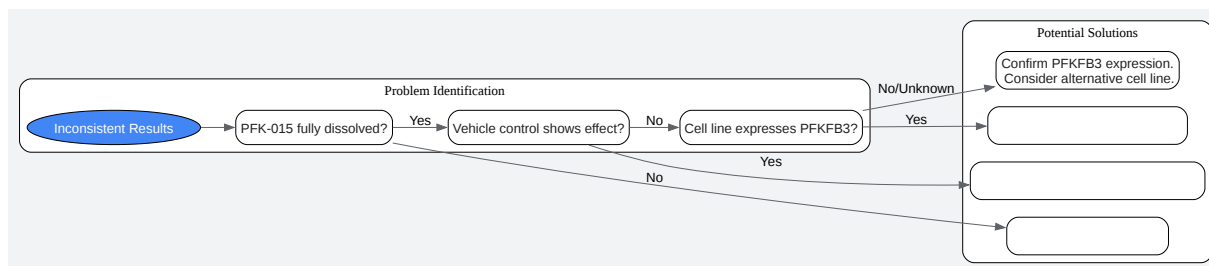 Potential Solutions
Problem Identification
Confirm PFKFB3 expression.
Consider alternative cell line.
No/Unknown
Inconsistent Results
PFK-015 fully dissolved?
Yes
Vehicle control shows effect?
No
Cell line expresses PFKFB3?
Yes
Yes
No